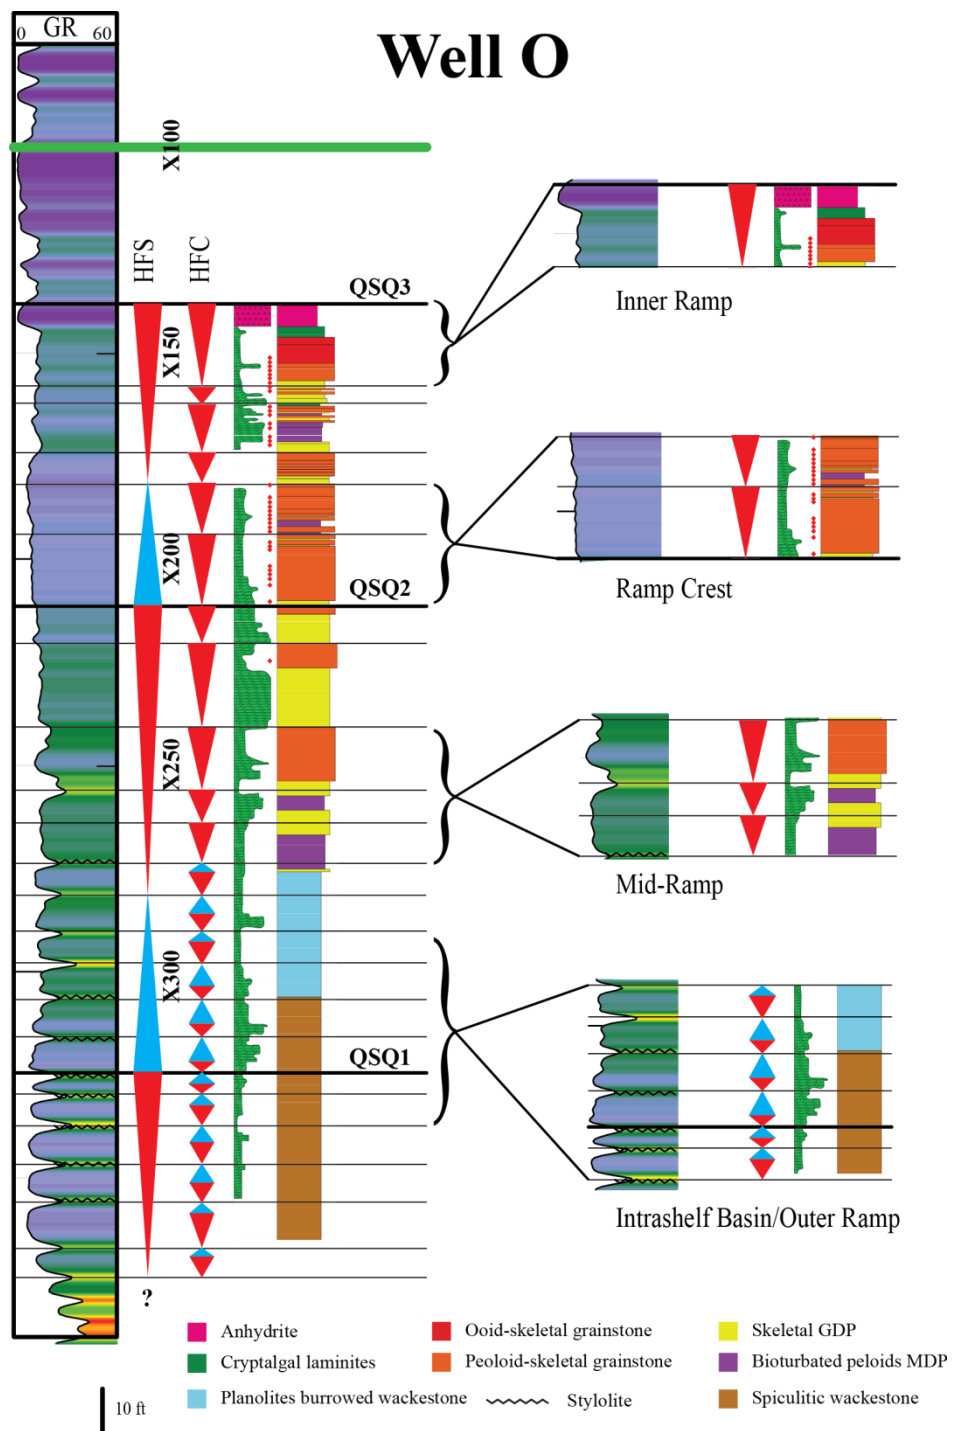 Well O
GR
0 60
X100
HFS
HFC
QSQ3
X150
Inner Ramp
X200
QSQ2
Ramp Crest
X250
Mid-Ramp
X300
QSQ1
Intrashelf Basin/Outer Ramp
?
Anhydrite
Ooid-skeletal grainstone
Skeletal GDP
Cryptalgal laminites
Peoloid-skeletal grainstone
Bioturbated peloids MDP
Planolites burrowed wackestone
Stylolite
Spiculitic wackestone
10 ft